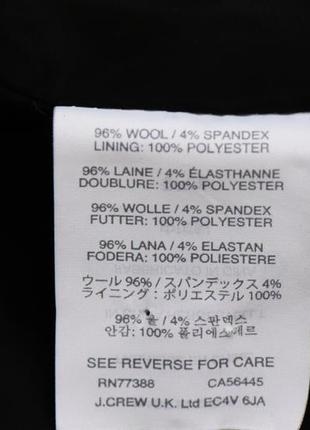 96% WOOL / 4% SPANDEX
LINING: 100% POLYESTER
96% LAINE / 4% ÉLASTHANNE
DOUBLURE: 100% POLYESTER
96% WOLLE / 4% SPANDEX
FUTTER: 100% POLYESTER
96% LANA / 4% ELASTAN
FODERA: 100% POLIESTERE
ウール 96% / スパンデックス 4%
ライニング : ポリエステル 100%
96% 울 / 4% 스판덱스
안감: 100% 폴리에스테르
SEE REVERSE FOR CARE
RN77388 CA56445
J.CREW U.K. Ltd EC4V 6JA